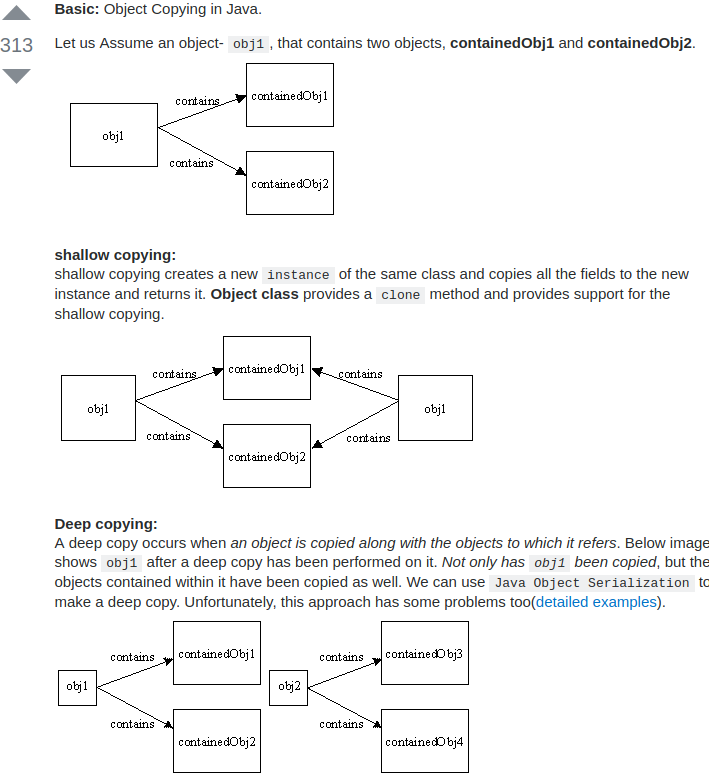 Basic: Object Copying in Java.
313
Let us Assume an object- obj1 , that contains two objects, containedObj1 and containedObj2.
contains
containedObj1
obj1
contains
containedObj2
shallow copying:
shallow copying creates a new instance of the same class and copies all the fields to the new
instance and returns it. Object class provides a clone method and provides support for the
shallow copying.
contains
containedObj1
contains
obj1
obj1
contains
containedObj2
contains
Deep copying:
A deep copy occurs when an object is copied along with the objects to which it refers. Below image
shows obj1 after a deep copy has been performed on it. Not only has obj1 been copied, but the
objects contained within it have been copied as well. We can use Java Object Serialization to
make a deep copy. Unfortunately, this approach has some problems too(detailed examples).
contains
containedObj1
obj1
contains
containedObj2
contains
containedObj3
obj2
contains
containedObj4